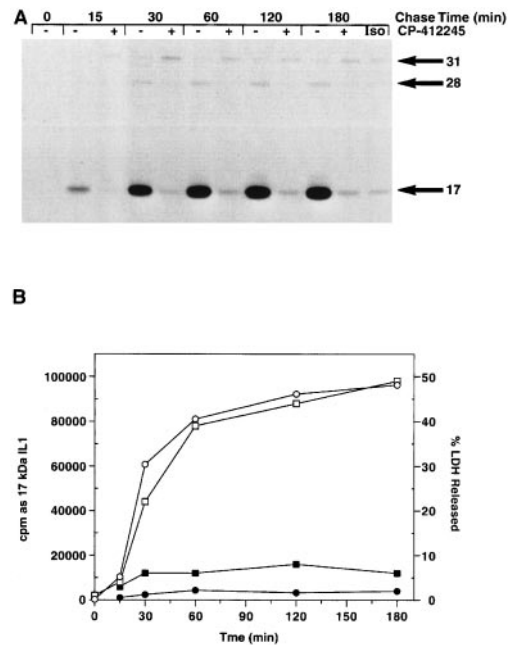 A
0 15 30 60 120 180 Chase Time (min)
- - + - + - + - + - + Iso CP-412245
31
28
17
B
100000
80000
60000
40000
20000
0
cpm as 17 kDa IL1
50
40
30
20
10
0
% LDH Released
0 30 60 90 120 150 180
Tme (min)